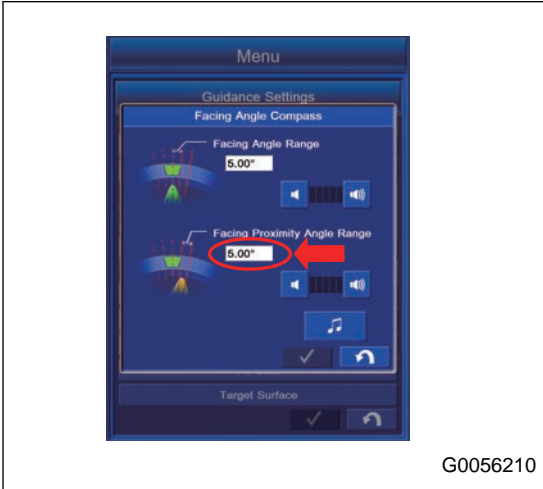 Menu
Guidance Settings
Facing Angle Compass
Facing Angle Range
5.00°
Facing Proximity Angle Range
5.00°
Target Surface
G0056210